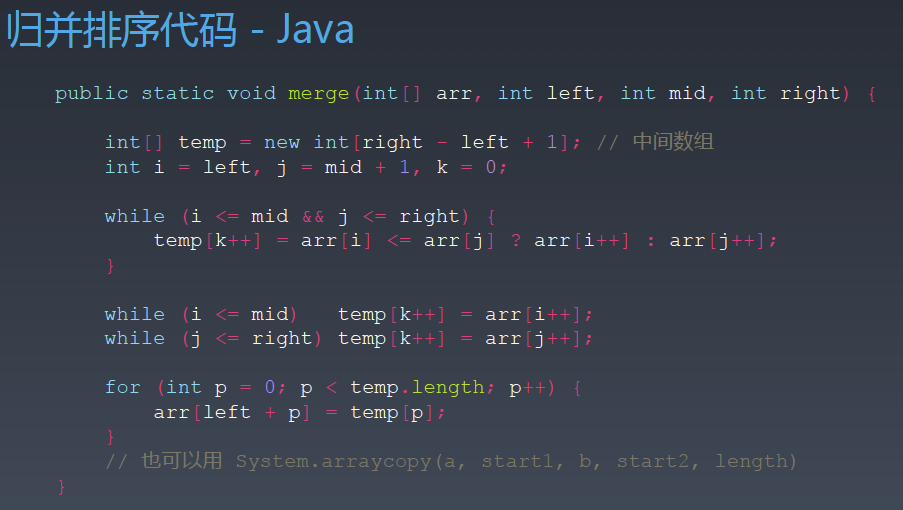 归并排序代码 - Java
public static void merge(int[] arr, int left, int mid, int right) {
int[] temp = new int[right - left + 1]; // 中间数组
int i = left, j = mid + 1, k = 0;
while (i <= mid && j <= right) {
temp[k++] = arr[i] <= arr[j] ? arr[i++] : arr[j++];
}
while (i <= mid)   temp[k++] = arr[i++];
while (j <= right) temp[k++] = arr[j++];
for (int p = 0; p < temp.length; p++) {
arr[left + p] = temp[p];
}
// 也可以用 System.arraycopy(a, start1, b, start2, length)
}